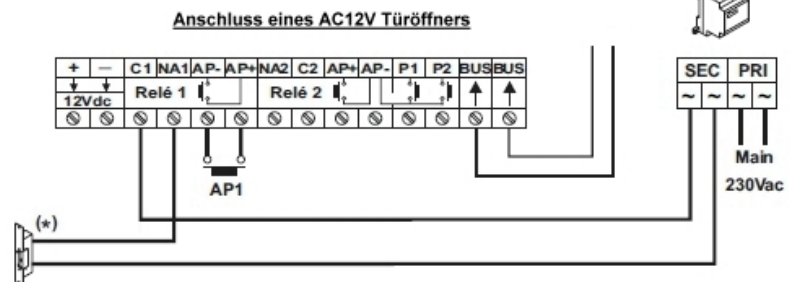 Anschluss eines AC12V Türöffners
+ — C1 NA1 AP- AP+ NA2 C2 AP+ AP- P1 P2 BUS BUS
12Vdc Relé 1 Relé 2
SEC PRI
~ ~ ~ ~
AP1
Main
230Vac
(*)